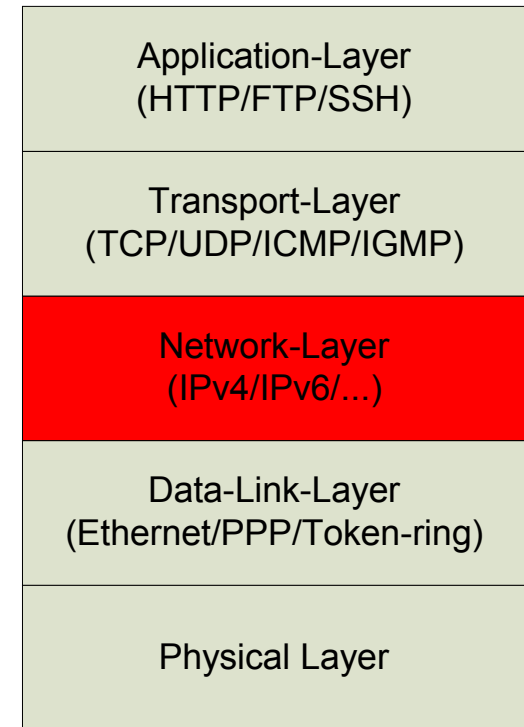 Application-Layer
(HTTP/FTP/SSH)
Transport-Layer
(TCP/UDP/ICMP/IGMP)
Network-Layer
(IPv4/IPv6/...)
Data-Link-Layer
(Ethernet/PPP/Token-ring)
Physical Layer